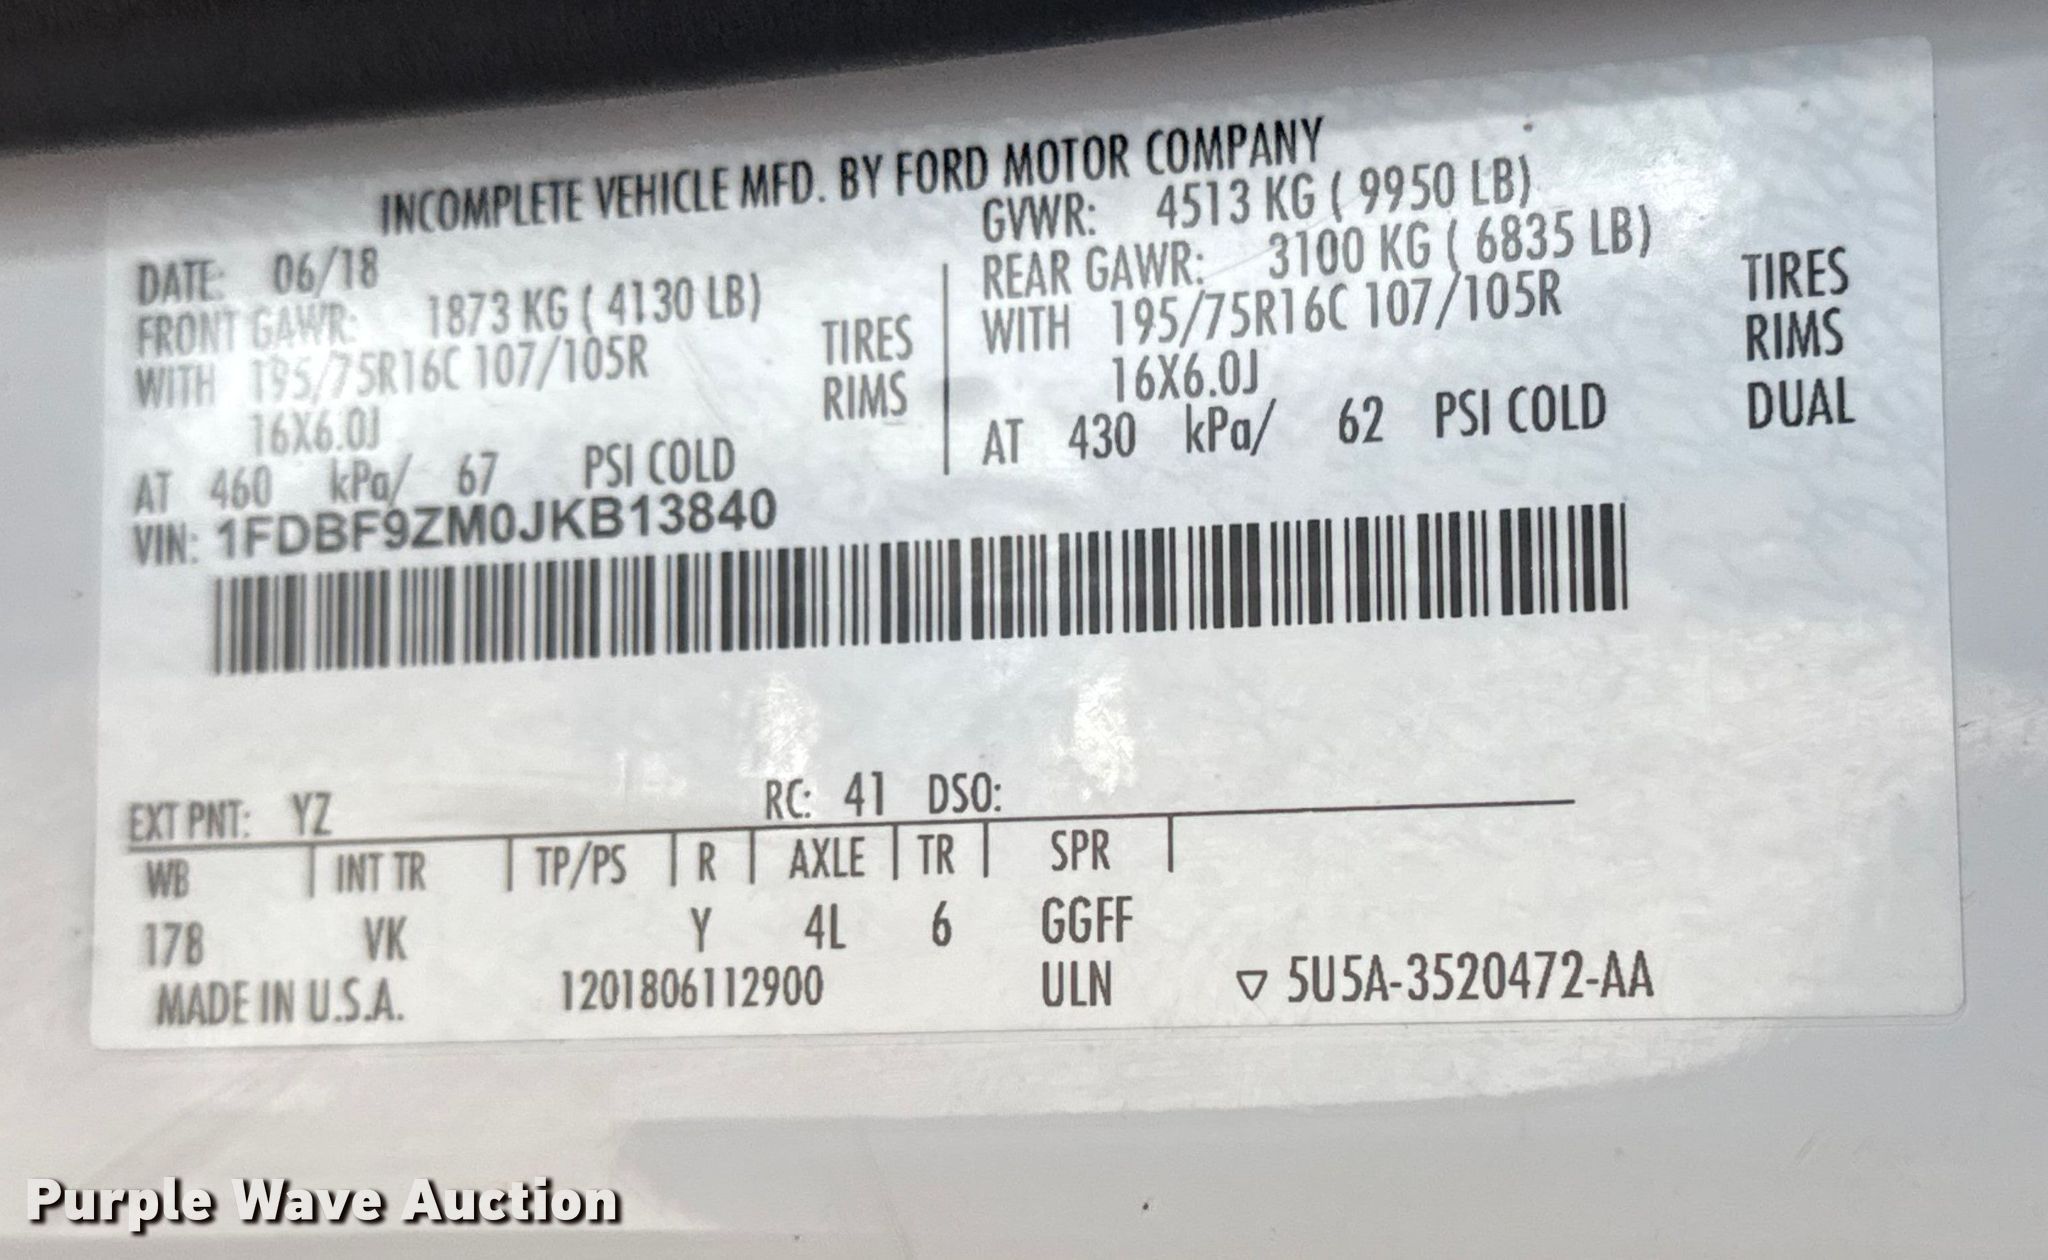 INCOMPLETE VEHICLE MFD. BY FORD MOTOR COMPANY
DATE: 06/18
FRONT GAWR: 1873 KG ( 4130 LB)
WITH 195/75R16C 107/105R TIRES
16X6.0J RIMS
AT 460 kPa/ 67 PSI COLD
GVWR: 4513 KG ( 9950 LB)
REAR GAWR: 3100 KG ( 6835 LB)
WITH 195/75R16C 107/105R TIRES
16X6.0J RIMS
AT 430 kPa/ 62 PSI COLD DUAL
VIN: 1FDBF9ZM0JKB13840
EXT PNT: YZ RC: 41 DSO:
WB INT TR TP/PS R AXLE TR SPR
178 VK Y 4L 6 GGFF
MADE IN U.S.A. 1201806112900 ULN ▽ 5U5A-3520472-AA
Purple Wave Auction